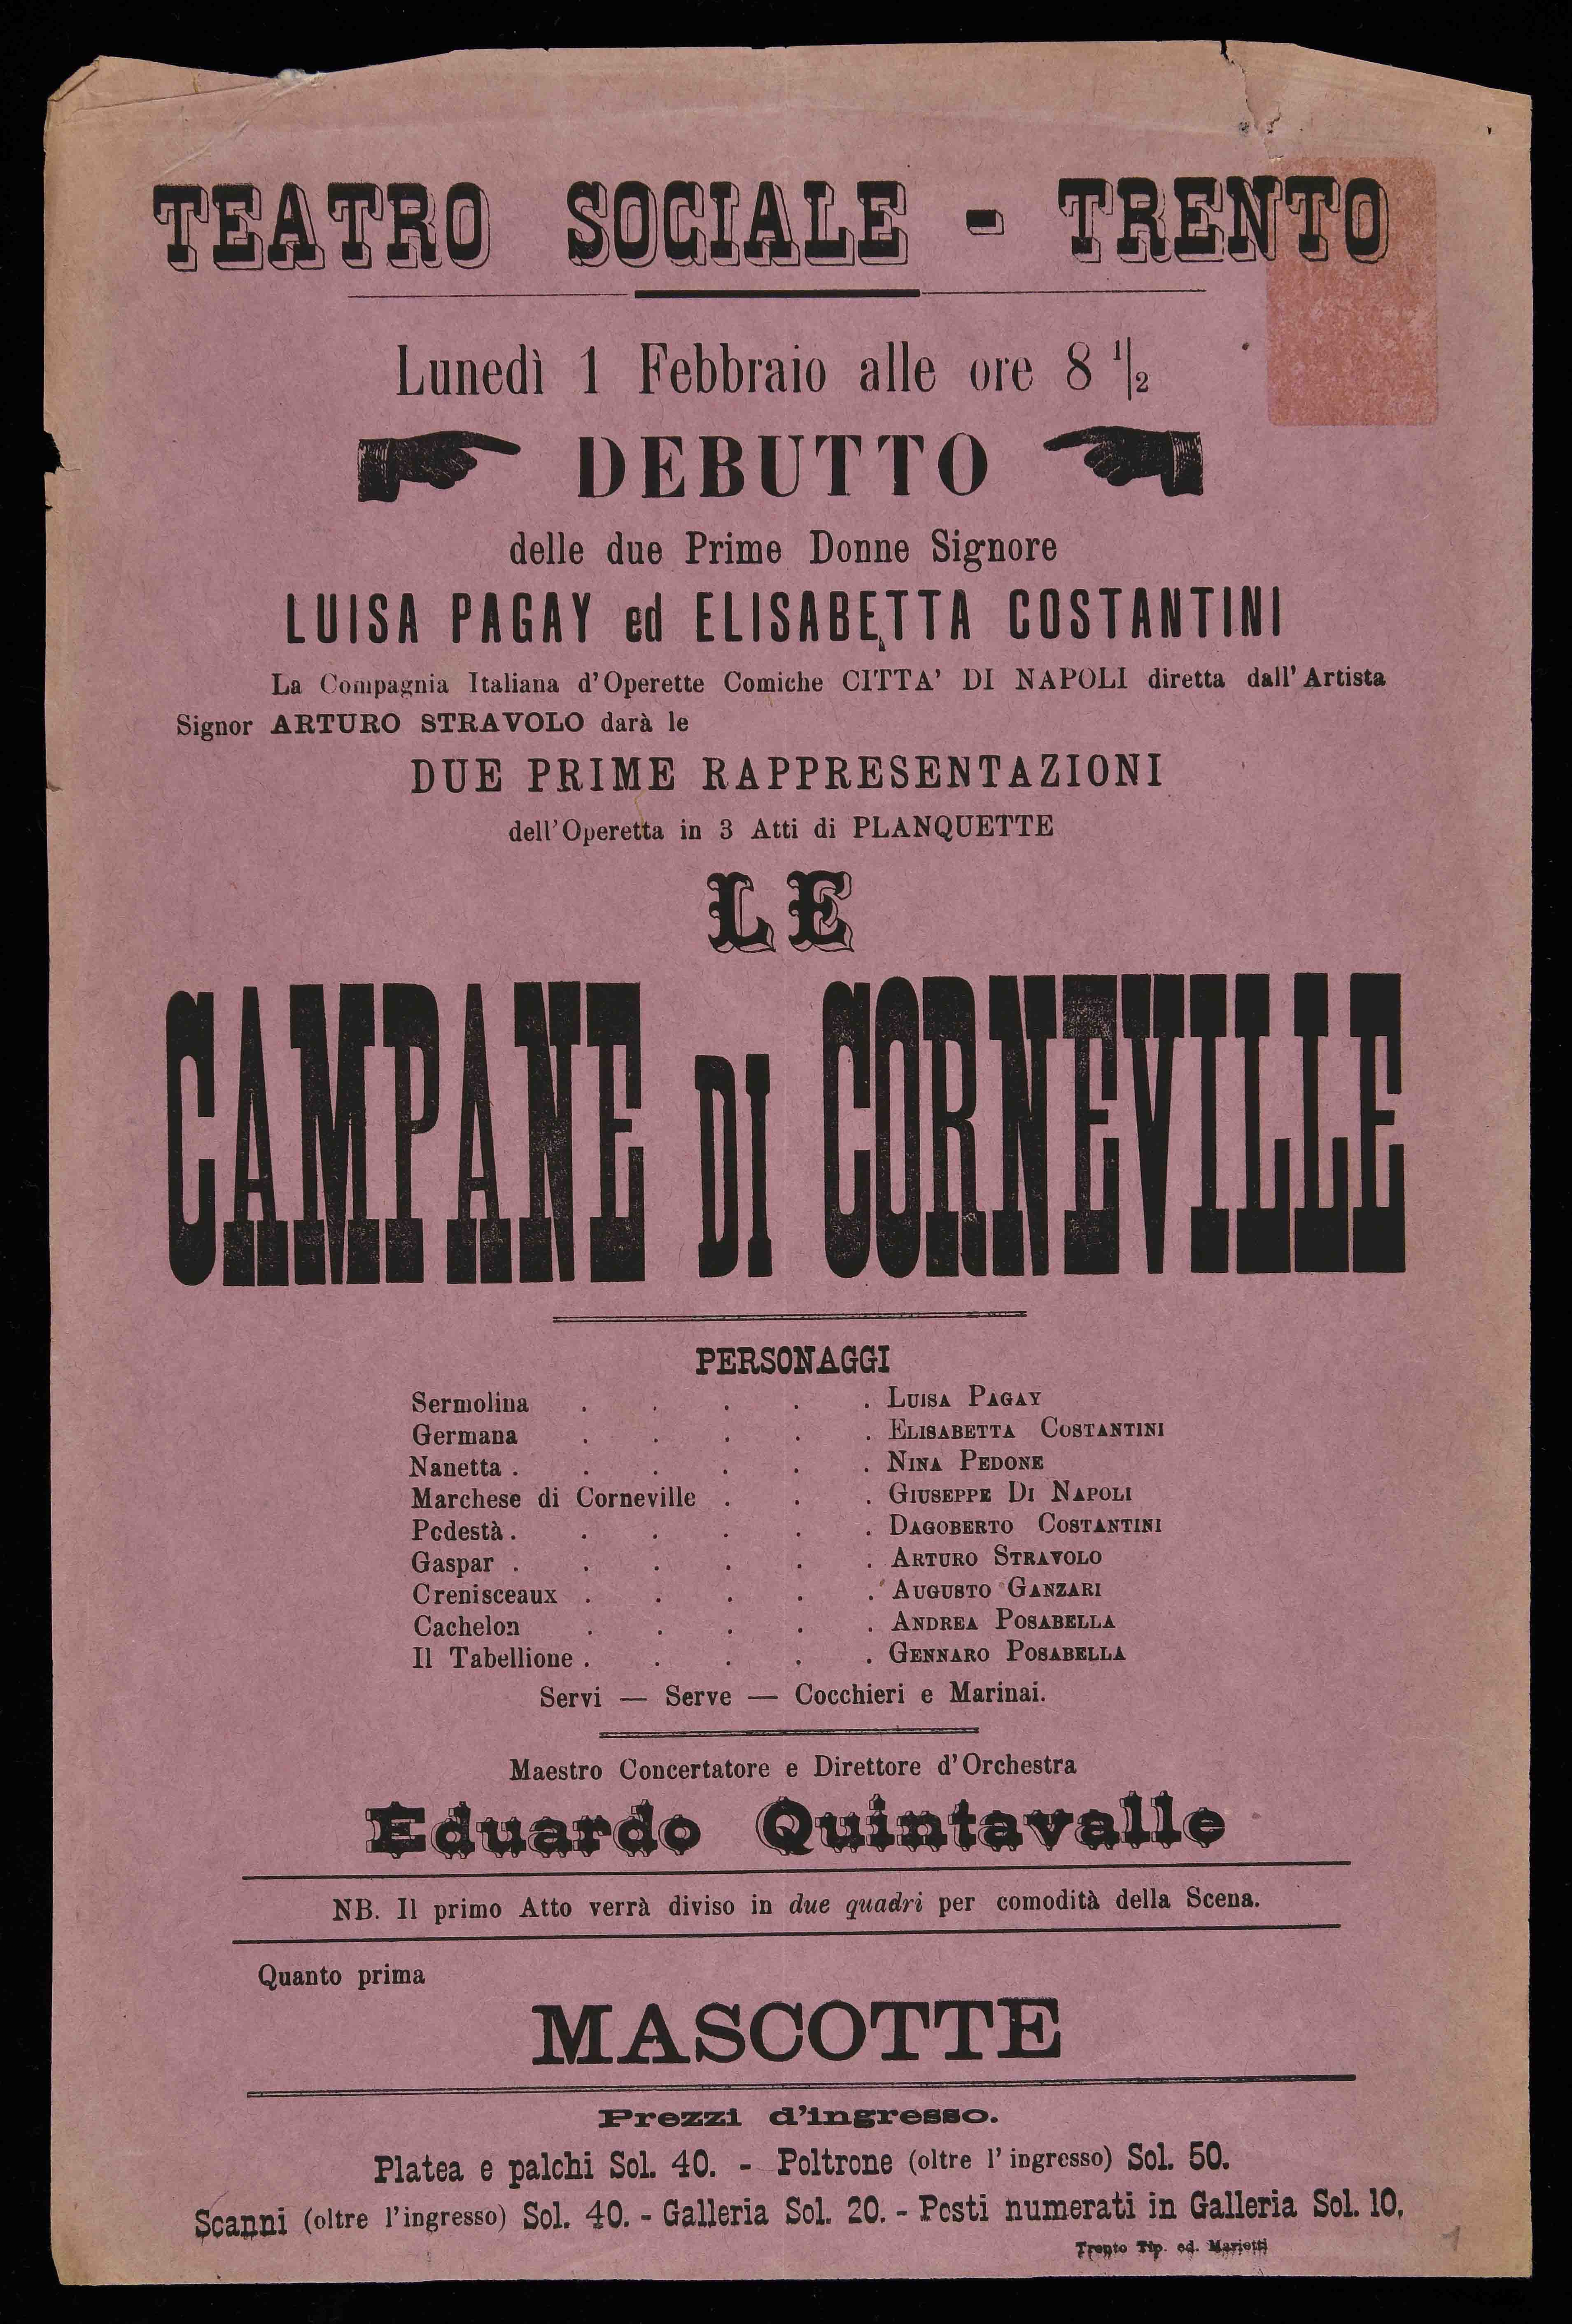 TEATRO SOCIALE - TRENTO
Lunedì 1 Febbraio alle ore 8 1/2
DEBUTTO
delle due Prime Donne Signore
LUISA PAGAY ed ELISABETTA COSTANTINI
La Compagnia Italiana d'Operette Comiche CITTA' DI NAPOLI diretta dall'Artista
Signor ARTURO STRAVOLO darà le
DUE PRIME RAPPRESENTAZIONI
dell'Operetta in 3 Atti di PLANQUETTE
LE
CAMPANE DI CORNEVILLE
PERSONAGGI
Sermolina . . . . . LUISA PAGAY
Germana . . . . . ELISABETTA COSTANTINI
Nanetta . . . . . . NINA PEDONE
Marchese di Corneville . . . GIUSEPPE DI NAPOLI
Podestà . . . . . . DAGOBERTO COSTANTINI
Gaspar . . . . . . ARTURO STRAVOLO
Crenisceaux . . . . . AUGUSTO GANZARI
Cachelon . . . . . ANDREA POSABELLA
Il Tabellione . . . . . GENNARO POSABELLA
Servi — Serve — Cocchieri e Marinai.
Maestro Concertatore e Direttore d'Orchestra
Eduardo Quintavalle
NB. Il primo Atto verrà diviso in due quadri per comodità della Scena.
Quanto prima
MASCOTTE
Prezzi d'ingresso.
Platea e palchi Sol. 40. - Poltrone (oltre l'ingresso) Sol. 50.
Scanni (oltre l'ingresso) Sol. 40. - Galleria Sol. 20. - Posti numerati in Galleria Sol. 10.
Trento Tip. ed. Marietti
1